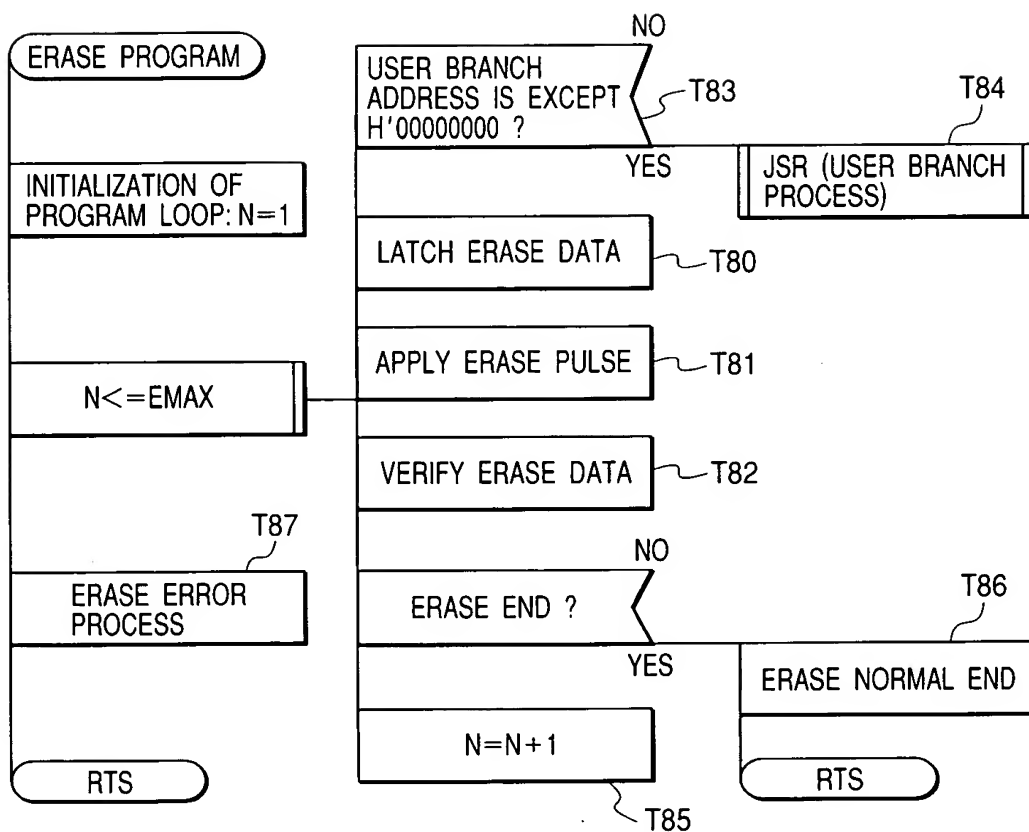 ERASE PROGRAM
INITIALIZATION OF
PROGRAM LOOP: N=1
N<=EMAX
T87
ERASE ERROR
PROCESS
RTS
NO
USER BRANCH
ADDRESS IS EXCEPT
H'00000000 ?
T83
YES
T84
JSR (USER BRANCH
PROCESS)
LATCH ERASE DATA
T80
APPLY ERASE PULSE
T81
VERIFY ERASE DATA
T82
NO
ERASE END ?
YES
T86
ERASE NORMAL END
RTS
N=N+1
T85